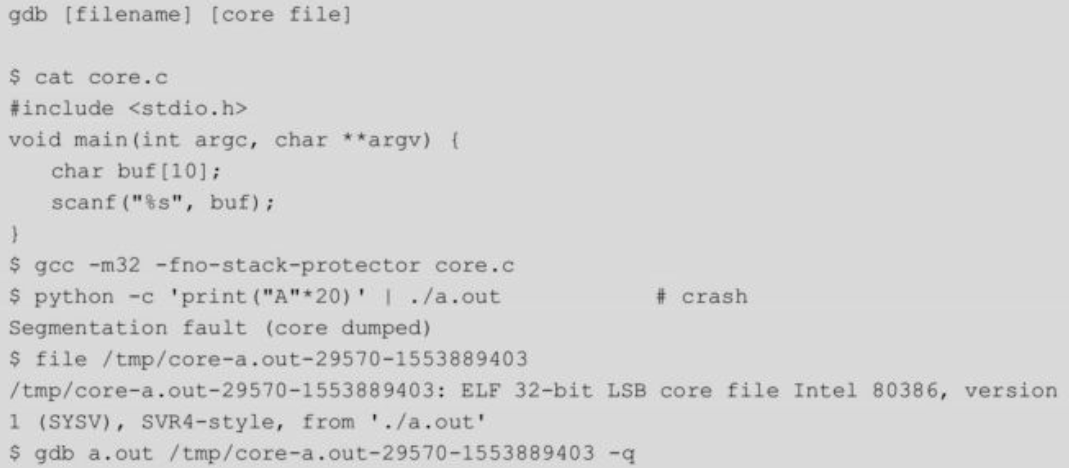 gdb [filename] [core file]
$ cat core.c
#include <stdio.h>
void main(int argc, char **argv) {
char buf[10];
scanf("%s", buf);
}
$ gcc -m32 -fno-stack-protector core.c
$ python -c 'print("A"*20)' | ./a.out # crash
Segmentation fault (core dumped)
$ file /tmp/core-a.out-29570-1553889403
/tmp/core-a.out-29570-1553889403: ELF 32-bit LSB core file Intel 80386, version
1 (SYSV), SVR4-style, from './a.out'
$ gdb a.out /tmp/core-a.out-29570-1553889403 -q